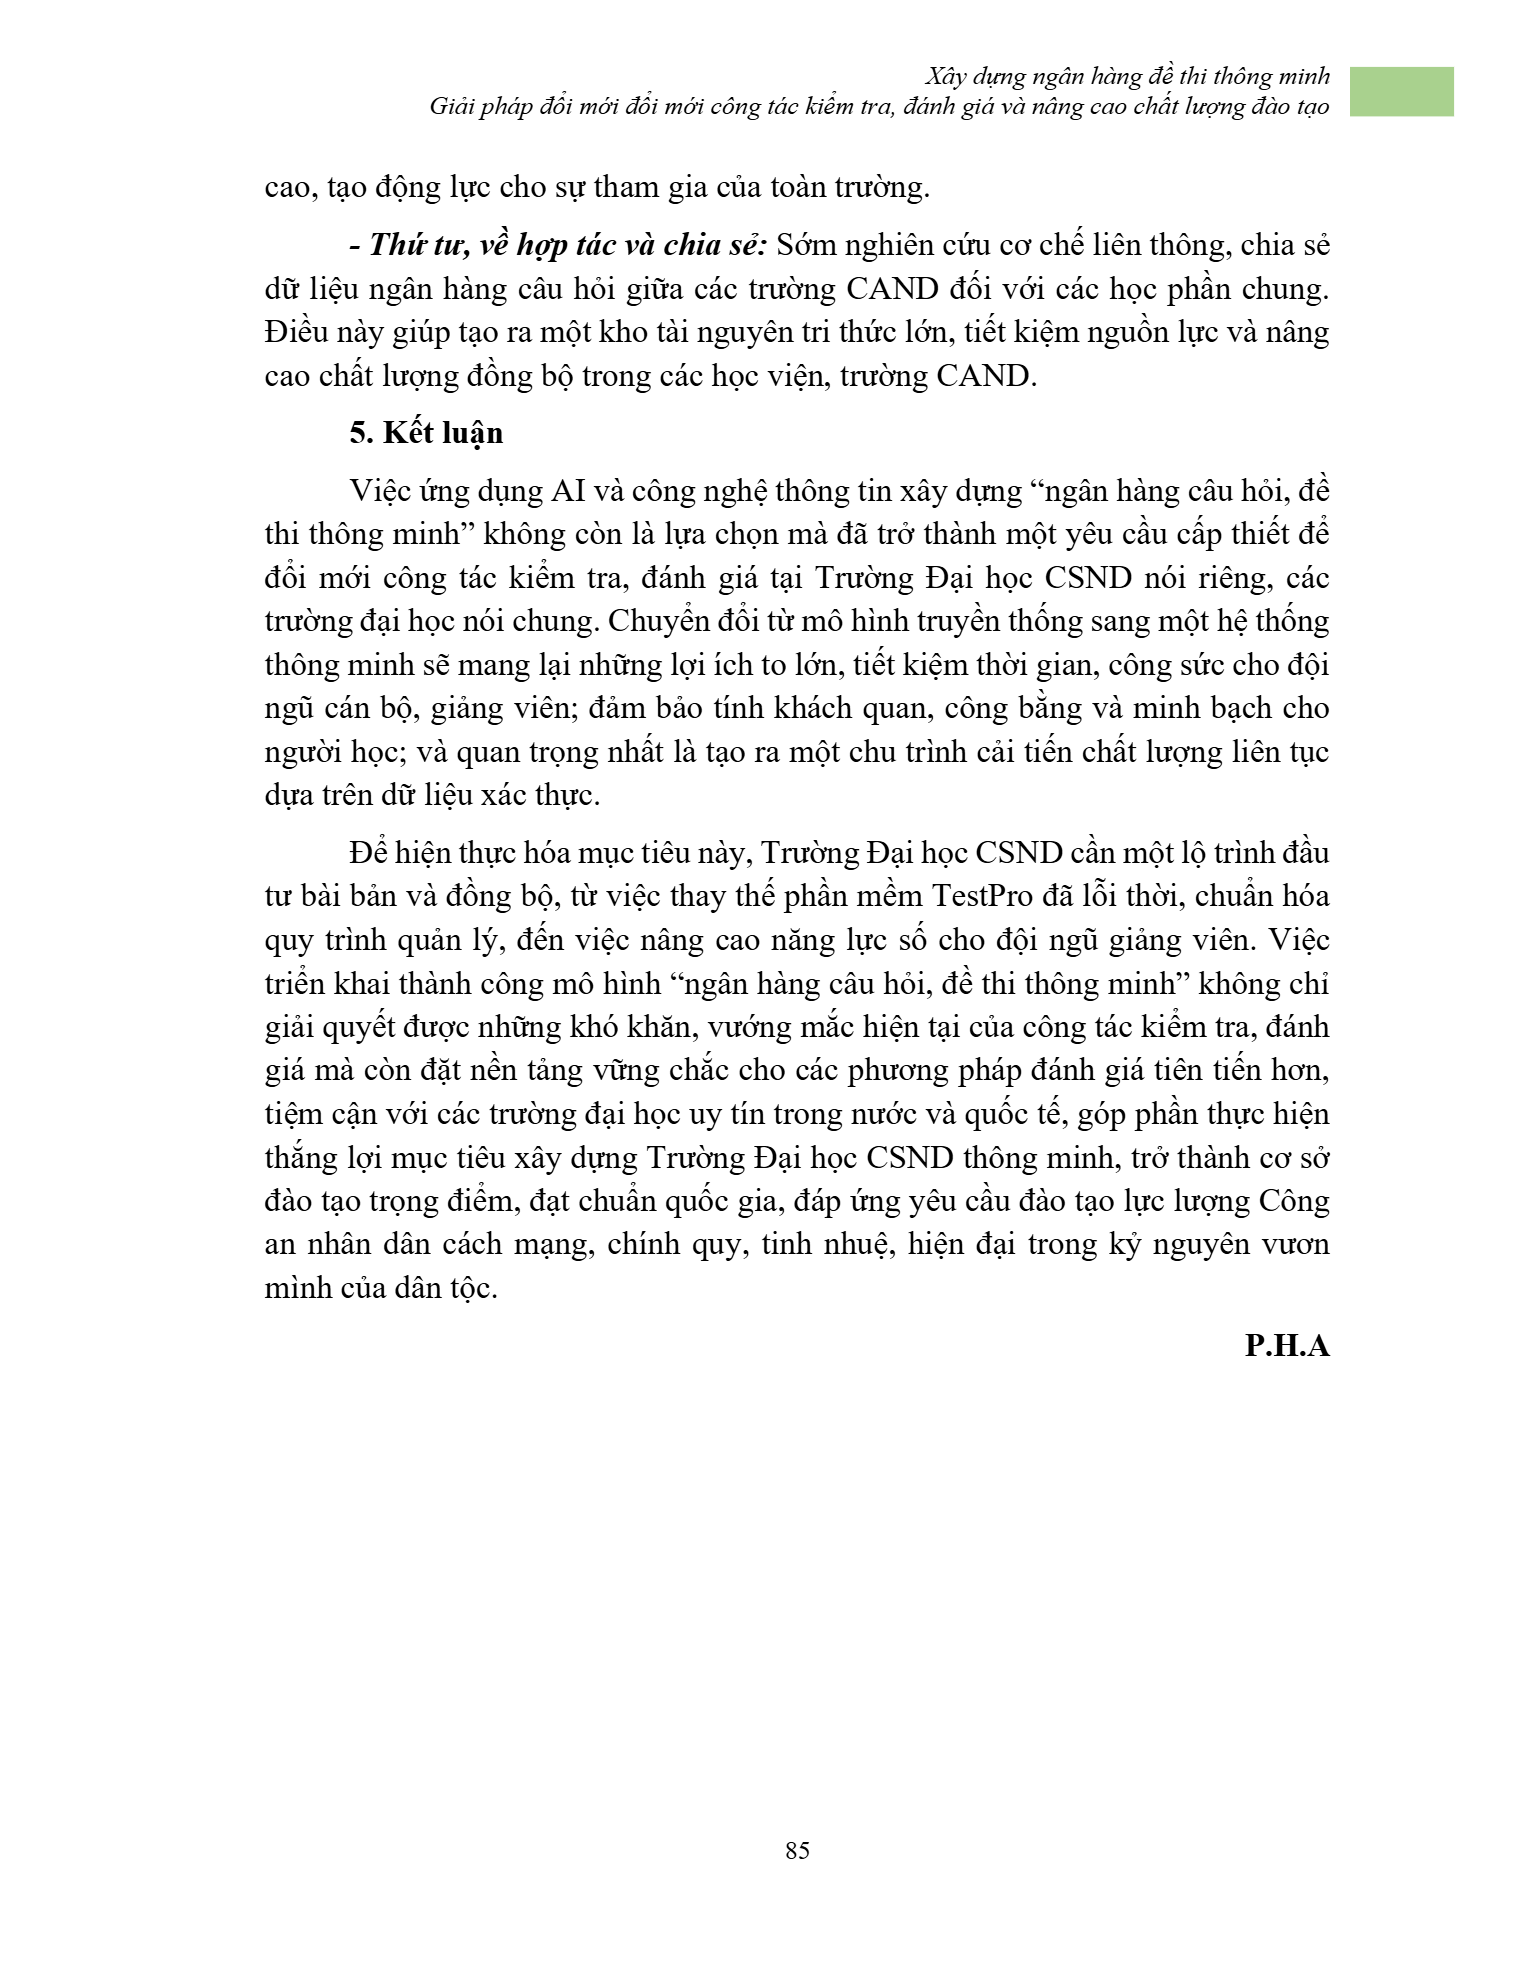 Xây dựng ngân hàng đề thi thông minh
Giải pháp đổi mới đổi mới công tác kiểm tra, đánh giá và nâng cao chất lượng đào tạo
cao, tạo động lực cho sự tham gia của toàn trường.
- Thứ tư, về hợp tác và chia sẻ: Sớm nghiên cứu cơ chế liên thông, chia sẻ
dữ liệu ngân hàng câu hỏi giữa các trường CAND đối với các học phần chung.
Điều này giúp tạo ra một kho tài nguyên tri thức lớn, tiết kiệm nguồn lực và nâng
cao chất lượng đồng bộ trong các học viện, trường CAND.
5. Kết luận
Việc ứng dụng AI và công nghệ thông tin xây dựng “ngân hàng câu hỏi, đề
thi thông minh” không còn là lựa chọn mà đã trở thành một yêu cầu cấp thiết để
đổi mới công tác kiểm tra, đánh giá tại Trường Đại học CSND nói riêng, các
trường đại học nói chung. Chuyển đổi từ mô hình truyền thống sang một hệ thống
thông minh sẽ mang lại những lợi ích to lớn, tiết kiệm thời gian, công sức cho đội
ngũ cán bộ, giảng viên; đảm bảo tính khách quan, công bằng và minh bạch cho
người học; và quan trọng nhất là tạo ra một chu trình cải tiến chất lượng liên tục
dựa trên dữ liệu xác thực.
Để hiện thực hóa mục tiêu này, Trường Đại học CSND cần một lộ trình đầu
tư bài bản và đồng bộ, từ việc thay thế phần mềm TestPro đã lỗi thời, chuẩn hóa
quy trình quản lý, đến việc nâng cao năng lực số cho đội ngũ giảng viên. Việc
triển khai thành công mô hình “ngân hàng câu hỏi, đề thi thông minh” không chỉ
giải quyết được những khó khăn, vướng mắc hiện tại của công tác kiểm tra, đánh
giá mà còn đặt nền tảng vững chắc cho các phương pháp đánh giá tiên tiến hơn,
tiệm cận với các trường đại học uy tín trong nước và quốc tế, góp phần thực hiện
thắng lợi mục tiêu xây dựng Trường Đại học CSND thông minh, trở thành cơ sở
đào tạo trọng điểm, đạt chuẩn quốc gia, đáp ứng yêu cầu đào tạo lực lượng Công
an nhân dân cách mạng, chính quy, tinh nhuệ, hiện đại trong kỷ nguyên vươn
mình của dân tộc.
P.H.A
85